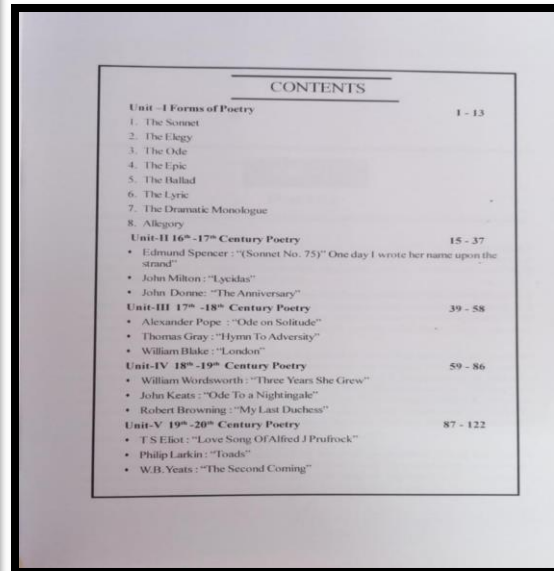 CONTENTS
Unit –I Forms of Poetry 1 - 13
1. The Sonnet
2. The Elegy
3. The Ode
4. The Epic
5. The Ballad
6. The Lyric
7. The Dramatic Monologue
8. Allegory
Unit-II 16th -17th Century Poetry 15 - 37
• Edmund Spencer : "(Sonnet No. 75)" One day I wrote her name upon the
strand"
• John Milton : "Lycidas"
• John Donne: "The Anniversary"
Unit-III 17th -18th Century Poetry 39 - 58
• Alexander Pope : "Ode on Solitude"
• Thomas Gray : "Hymn To Adversity"
• William Blake : "London"
Unit-IV 18th -19th Century Poetry 59 - 86
• William Wordsworth : "Three Years She Grew"
• John Keats : "Ode To a Nightingale"
• Robert Browning : "My Last Duchess"
Unit-V 19th -20th Century Poetry 87 - 122
• T S Eliot : "Love Song Of Alfred J Prufrock"
• Philip Larkin : "Toads"
• W.B. Yeats : "The Second Coming"